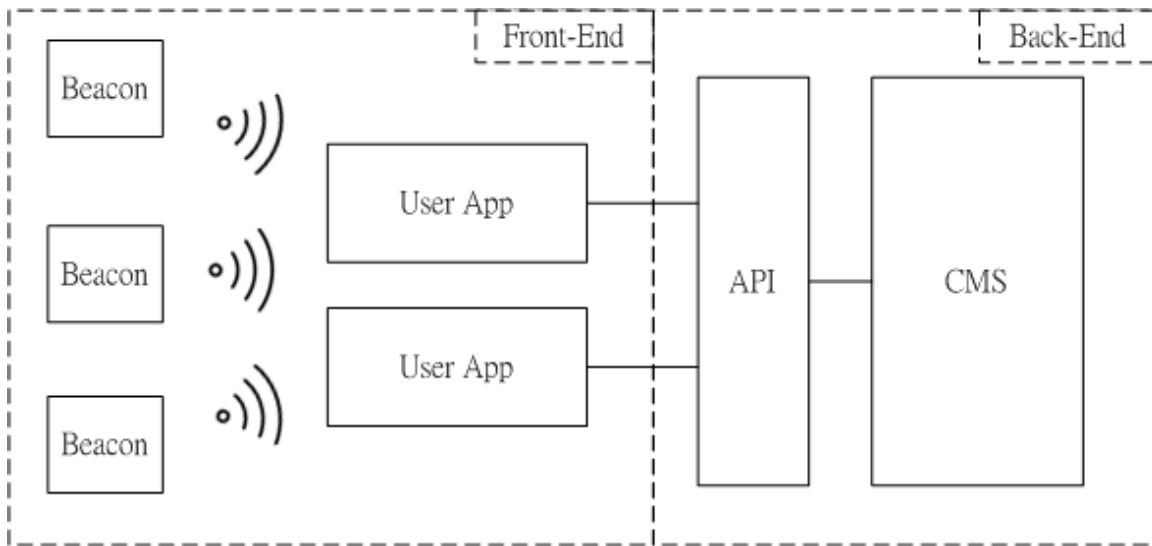 Front-End
Back-End
Beacon
User App
Beacon
API
CMS
User App
Beacon